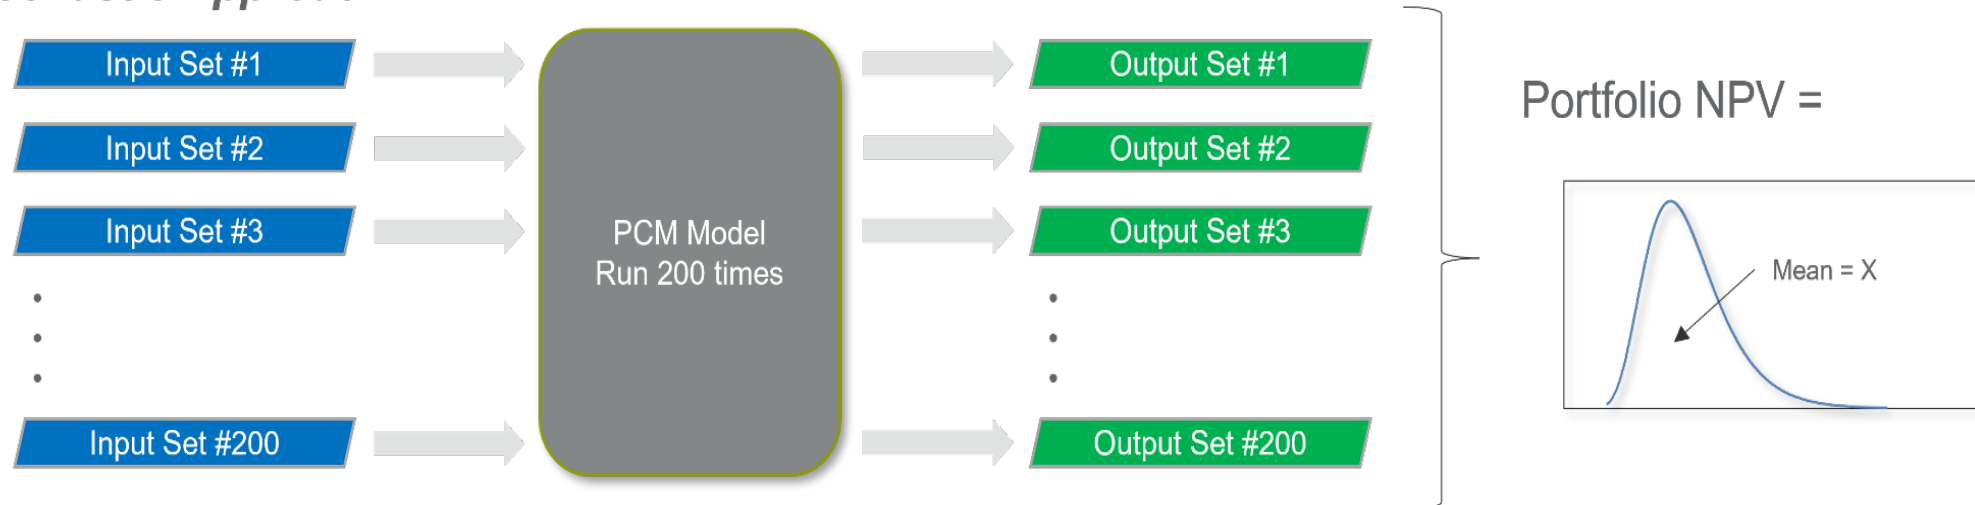 Input Set #1
Output Set #1
Portfolio NPV =
Input Set #2
Output Set #2
Input Set #3
PCM Model
Run 200 times
Output Set #3
Mean = X
Input Set #200
Output Set #200